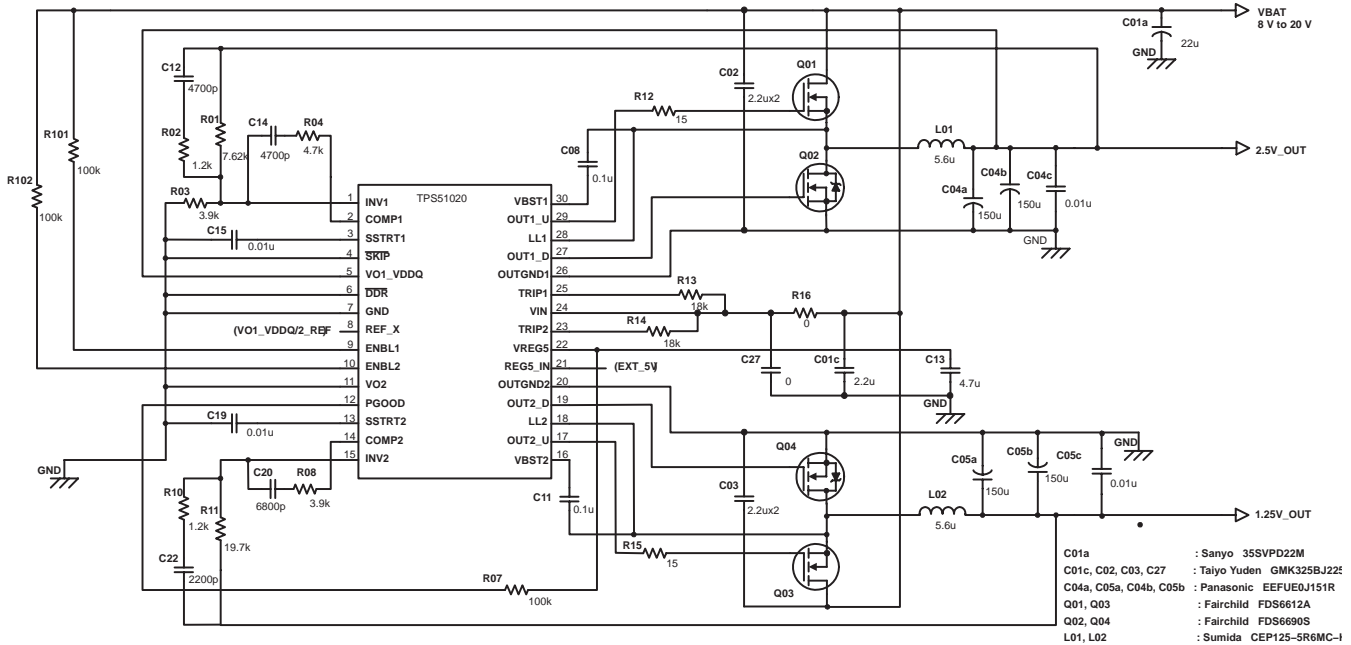 VBAT
8 V to 20 V
C01a
22u
GND
C12
4700p
R02
1.2k
R01
7.62k
C14
4700p
R04
4.7k
R101
100k
R102
100k
R03
3.9k
C15
0.01u
C02
2.2ux2
Q01
R12
15
C08
0.1u
Q02
L01
5.6u
2.5V_OUT
C04a
150u
C04b
150u
C04c
0.01u
GND
TPS51020
1 INV1
2 COMP1
3 SSTRT1
4 SKIP
5 VO1_VDDQ
6 DDR
7 GND
8 REF_X
9 ENBL1
10 ENBL2
11 VO2
12 PGOOD
13 SSTRT2
14 COMP2
15 INV2
VBST1 30
OUT1_U 29
LL1 28
OUT1_D 27
OUTGND1 26
TRIP1 25
VIN 24
TRIP2 23
VREG5 22
REG5_IN 21
OUTGND2 20
OUT2_D 19
LL2 18
OUT2_U 17
VBST2 16
(VO1_VDDQ/2_REF
(EXT_5V
R13
18k
R14
18k
R16
0
C27
0
C01c
2.2u
C13
4.7u
GND
C19
0.01u
GND
C20
6800p
R08
3.9k
R10
1.2k
R11
19.7k
C22
2200p
R07
100k
C11
0.1u
R15
15
C03
2.2ux2
Q04
Q03
L02
5.6u
C05a
150u
C05b
150u
C05c
0.01u
GND
1.25V_OUT
C01a : Sanyo 35SVPD22M
C01c, C02, C03, C27 : Taiyo Yuden GMK325BJ225
C04a, C05a, C04b, C05b : Panasonic EEFUE0J151R
Q01, Q03 : Fairchild FDS6612A
Q02, Q04 : Fairchild FDS6690S
L01, L02 : Sumida CEP125–5R6MC–